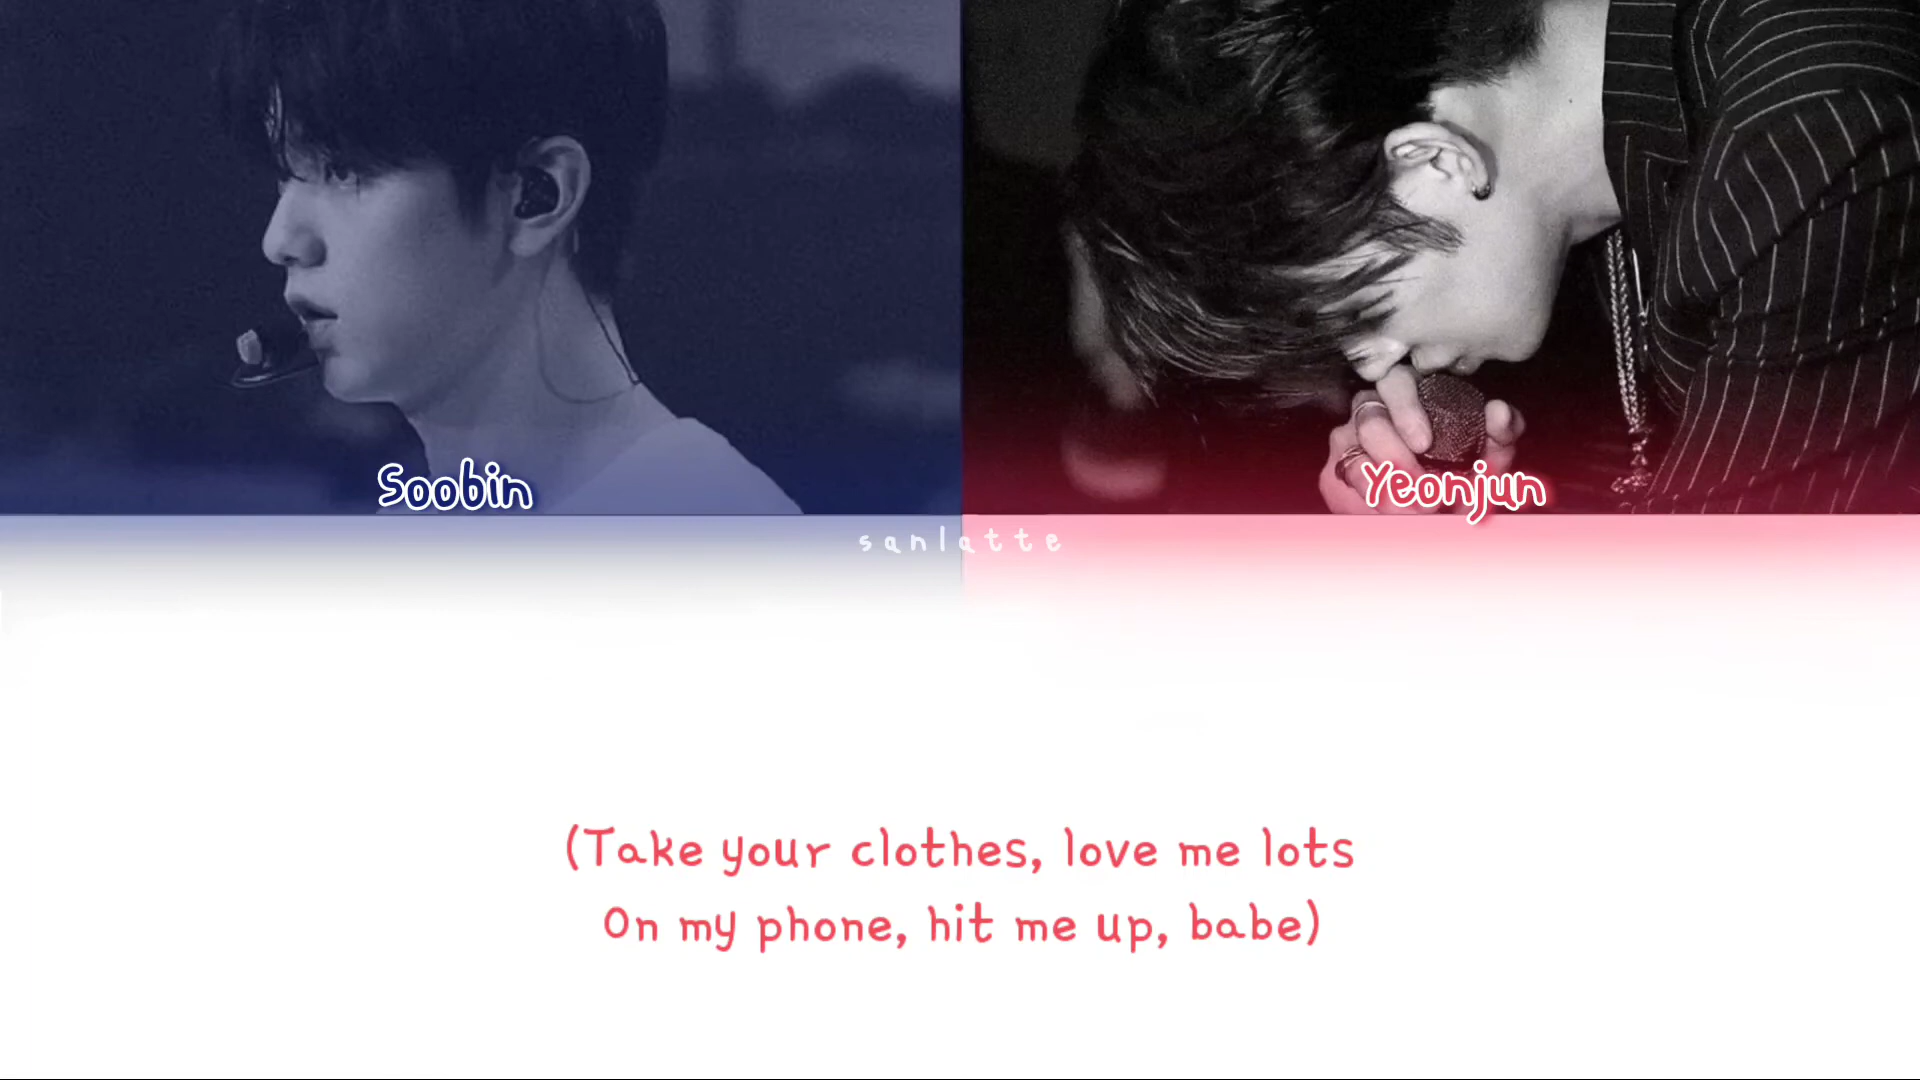 Soobin
Yeonjun
sanlatte
(Take your clothes, love me lots
On my phone, hit me up, babe)